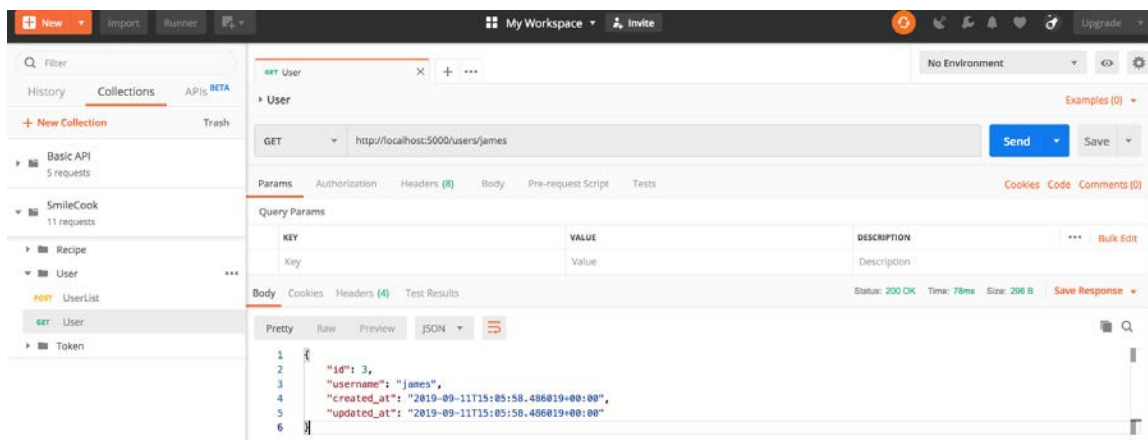 New Import Runner My Workspace Invite Upgrade
Filter
History Collections APIs BETA
+ New Collection Trash
Basic API
5 requests
SmileCook
11 requests
Recipe
User
POST UserList
GET User
Token
GET User
No Environment
User Examples (0)
GET http://localhost:5000/users/james Send Save
Params Authorization Headers (8) Body Pre-request Script Tests Cookies Code Comments (0)
Query Params
KEY VALUE DESCRIPTION Bulk Edit
Key Value Description
Body Cookies Headers (4) Test Results Status: 200 OK Time: 78ms Size: 296 B Save Response
Pretty Raw Preview JSON
1 {
2 "id": 3,
3 "username": "james",
4 "created_at": "2019-09-11T15:05:58.486019+00:00",
5 "updated_at": "2019-09-11T15:05:58.486019+00:00"
6 }